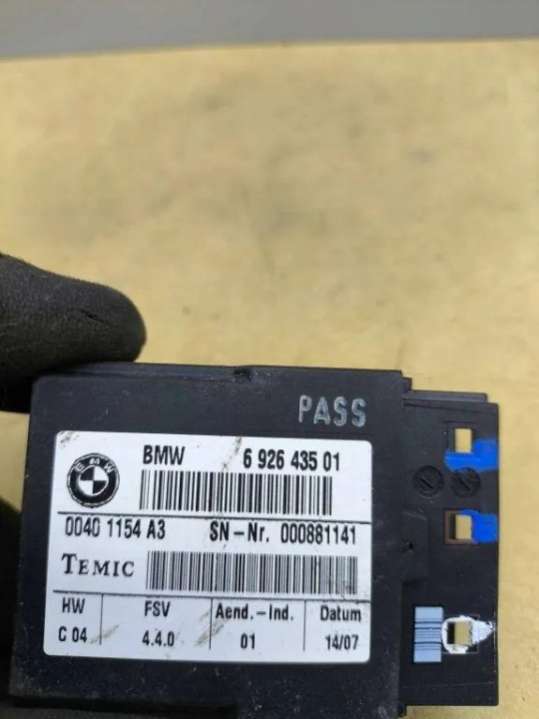 PASS
BMW 6 926 435 01
BMW
0040 1154 A3 SN-Nr. 000881141
TEMIC
HW FSV Aend.-Ind. Datum
C 04 4.4.0 01 14/07